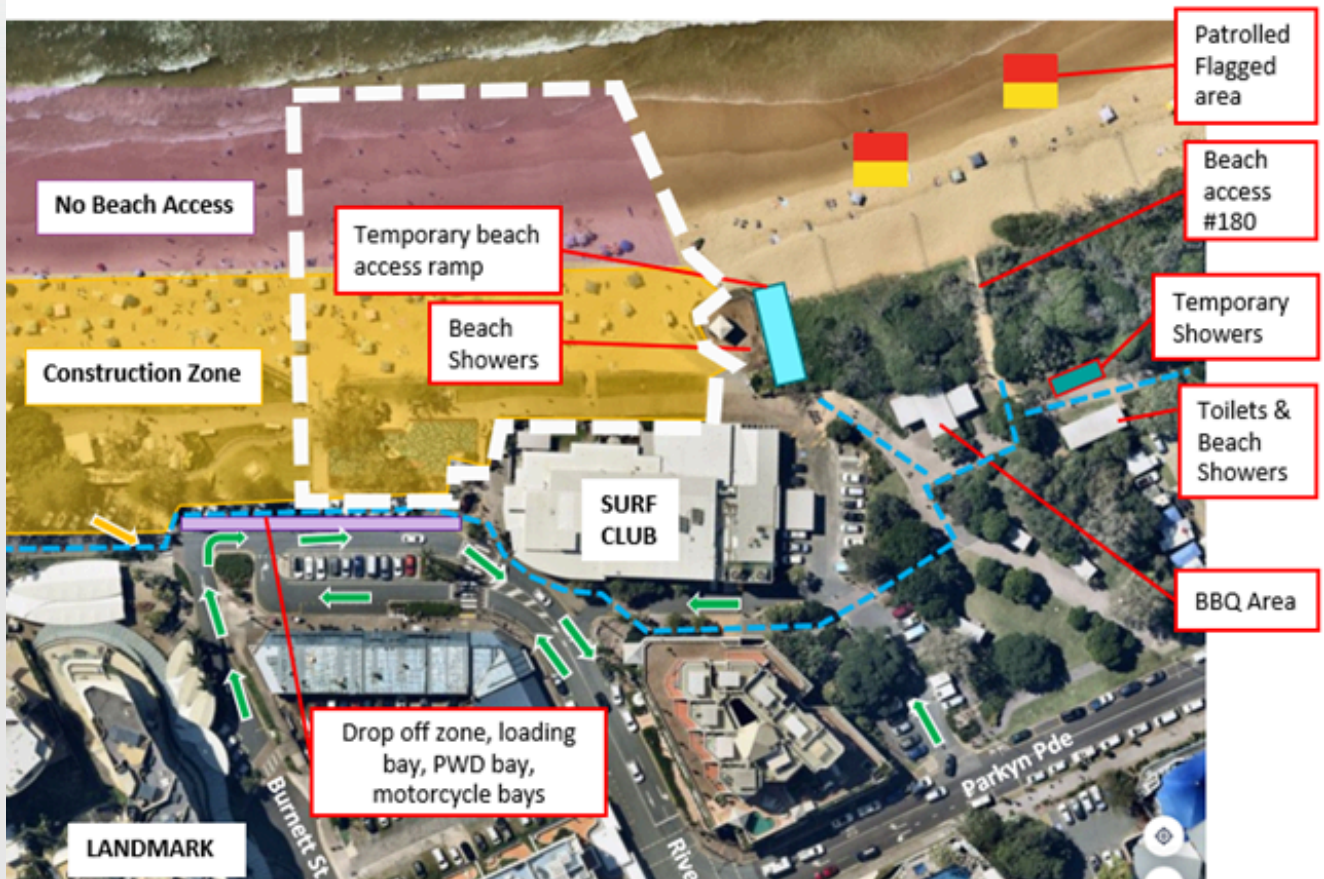 Patrolled
Flagged
area
Beach
access
#180
No Beach Access
Temporary beach
access ramp
Temporary
Showers
Beach
Showers
Construction Zone
Toilets &
Beach
Showers
SURF
CLUB
BBQ Area
Drop off zone, loading
bay, PWD bay,
motorcycle bays
Parkyn Pde
Burnett St
Rive
LANDMARK